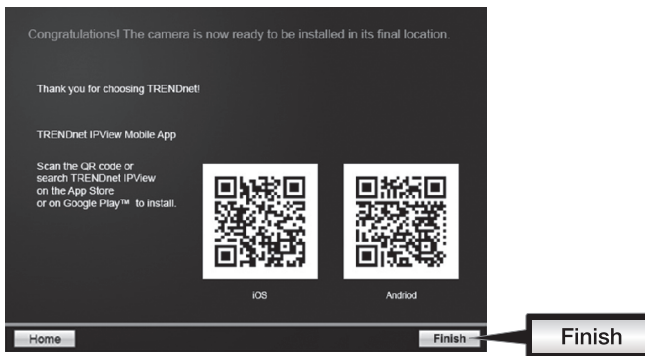 Congratulations! The camera is now ready to be installed in its final location.
Thank you for choosing TRENDnet!
TRENDnet IPView Mobile App
Scan the QR code or
search TRENDnet IPView
on the App Store
or on Google Play™ to install.
iOS
Andriod
Home
Finish
Finish